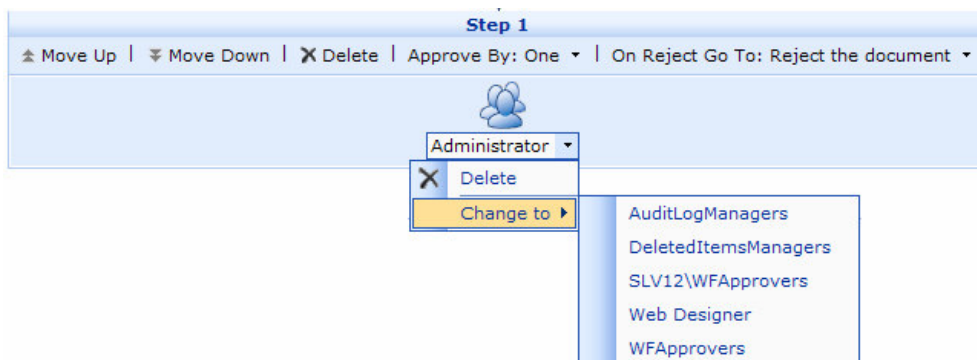 Step 1
Move Up | Move Down | Delete | Approve By: One | On Reject Go To: Reject the document
Administrator
Delete
Change to
AuditLogManagers
DeletedItemsManagers
SLV12\WFApprovers
Web Designer
WFApprovers